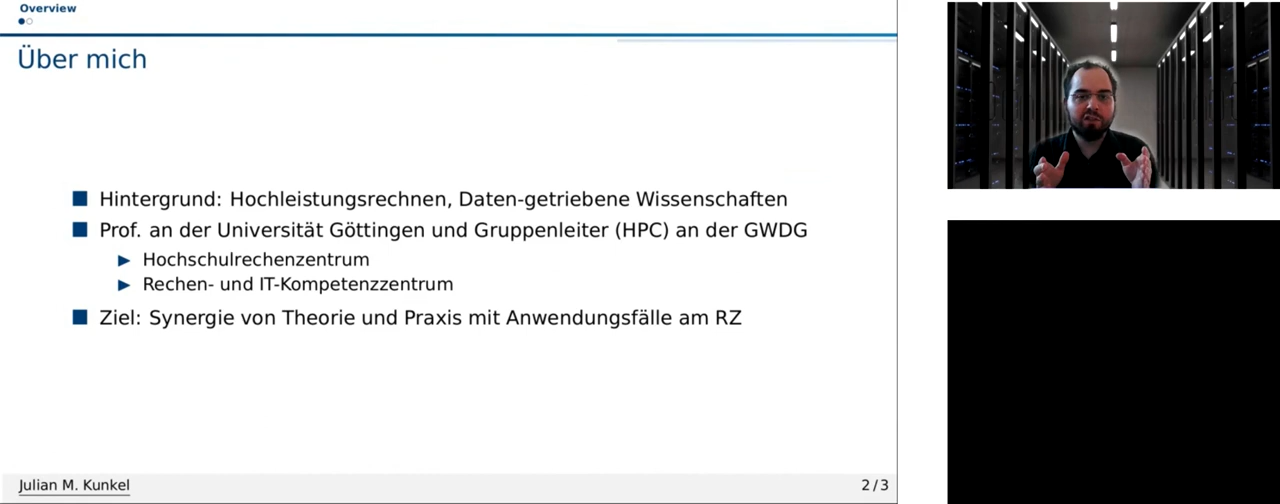 Overview
Über mich
Hintergrund: Hochleistungsrechnen, Daten-getriebene Wissenschaften
Prof. an der Universität Göttingen und Gruppenleiter (HPC) an der GWDG
Hochschulrechenzentrum
Rechen- und IT-Kompetenzzentrum
Ziel: Synergie von Theorie und Praxis mit Anwendungsfälle am RZ
Julian M. Kunkel
2/3